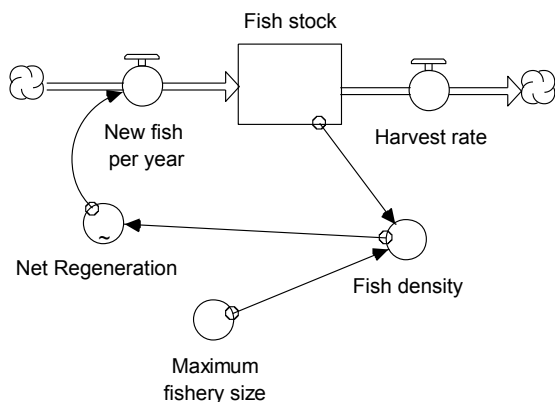 Fish stock
New fish
per year
Harvest rate
~
Net Regeneration
Fish density
Maximum
fishery size